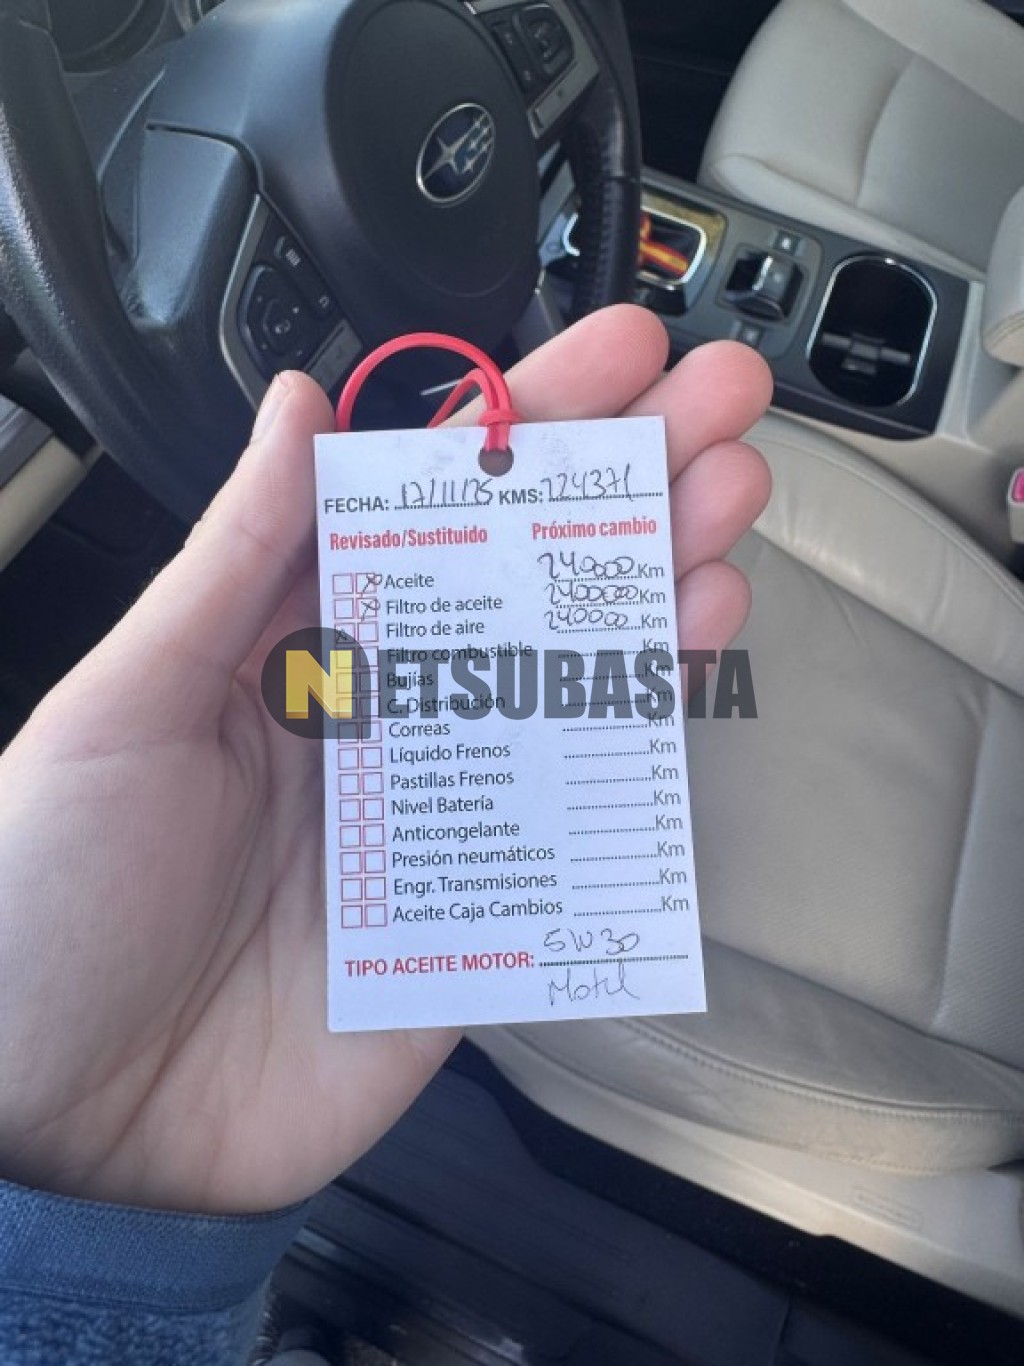 FECHA: 17/11/25 KMS: 224371
Revisado/Sustituido Próximo cambio
Aceite 240000 Km
Filtro de aceite 2400000 Km
Filtro de aire 240000 Km
Filtro combustible Km
Bujías Km
C. Distribución Km
Correas Km
Líquido Frenos Km
Pastillas Frenos Km
Nivel Batería Km
Anticongelante Km
Presión neumáticos Km
Engr. Transmisiones Km
Aceite Caja Cambios Km
TIPO ACEITE MOTOR: 5W30
NETSUBASTA